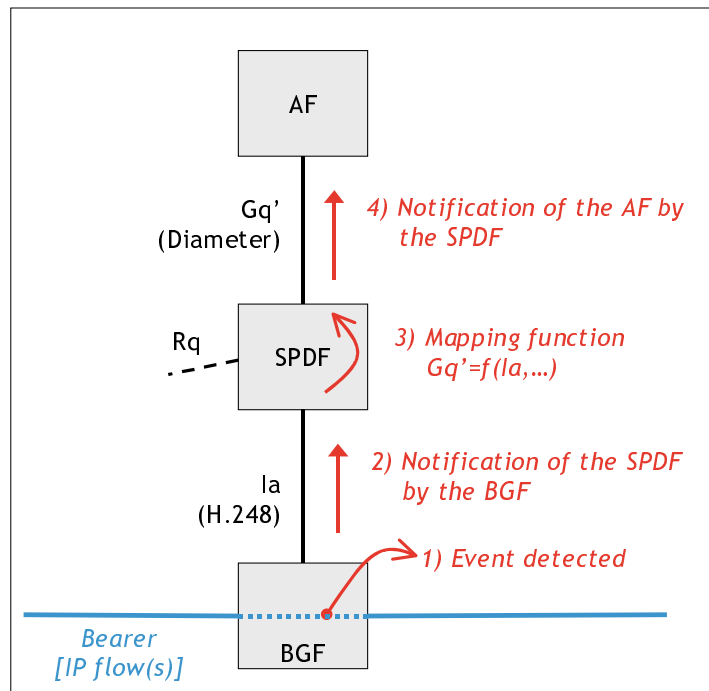 AF
Gq’
(Diameter)
4) Notification of the AF by
the SPDF
Rq
SPDF
3) Mapping function
Gq’=f(Ia,…)
Ia
(H.248)
2) Notification of the SPDF
by the BGF
1) Event detected
Bearer
[IP flow(s)]
BGF